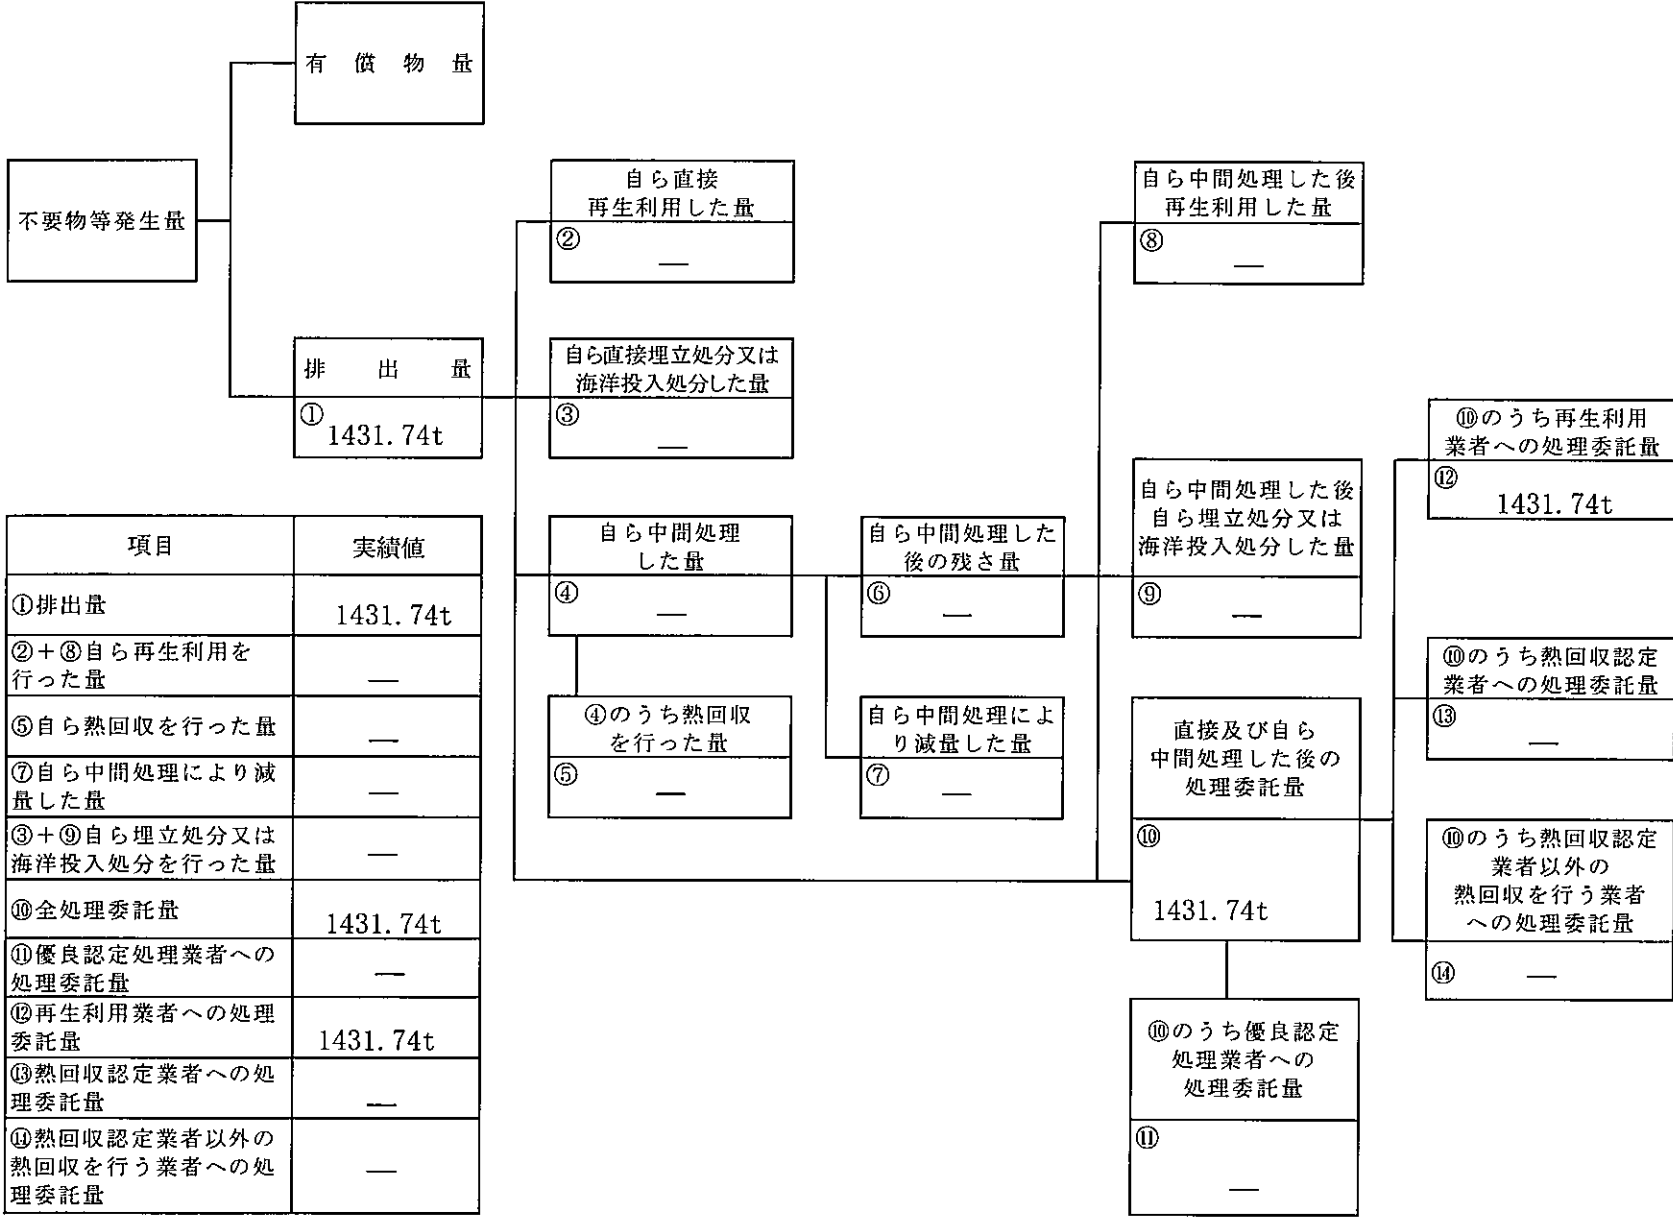 有償物量
不要物等発生量
排出量
①
1431.74t
自ら直接
再生利用した量
②
―
自ら直接埋立処分又は
海洋投入処分した量
③
―
自ら中間処理
した量
④
―
④のうち熱回収
を行った量
⑤
―
自ら中間処理した
後の残さ量
⑥
―
自ら中間処理によ
り減量した量
⑦
―
自ら中間処理した後
再生利用した量
⑧
―
自ら中間処理した後
自ら埋立処分又は
海洋投入処分した量
⑨
―
直接及び自ら
中間処理した後の
処理委託量
⑩
1431.74t
⑩のうち優良認定
処理業者への
処理委託量
⑪
―
⑩のうち再生利用
業者への処理委託量
⑫
1431.74t
⑩のうち熱回収認定
業者への処理委託量
⑬
―
⑩のうち熱回収認定
業者以外の
熱回収を行う業者
への処理委託量
⑭
―
項目 実績値
①排出量 1431.74t
②+⑧自ら再生利用を
行った量 ―
⑤自ら熱回収を行った量 ―
⑦自ら中間処理により減
量した量 ―
③+⑨自ら埋立処分又は
海洋投入処分を行った量 ―
⑩全処理委託量 1431.74t
⑪優良認定処理業者への
処理委託量 ―
⑫再生利用業者への処理
委託量 1431.74t
⑬熱回収認定業者への処
理委託量 ―
⑭熱回収認定業者以外の
熱回収を行う業者への処
理委託量 ―